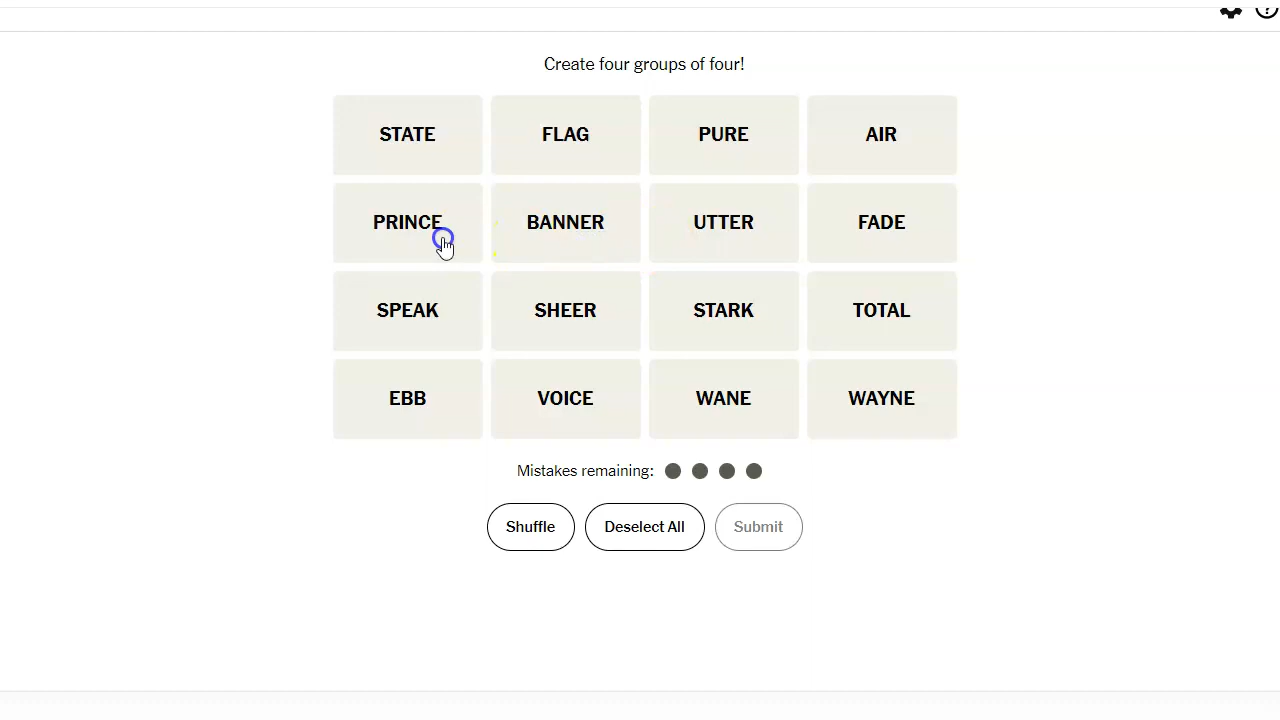 Create four groups of four!
STATE FLAG PURE AIR
PRINCE BANNER UTTER FADE
SPEAK SHEER STARK TOTAL
EBB VOICE WANE WAYNE
Mistakes remaining:
Shuffle Deselect All Submit